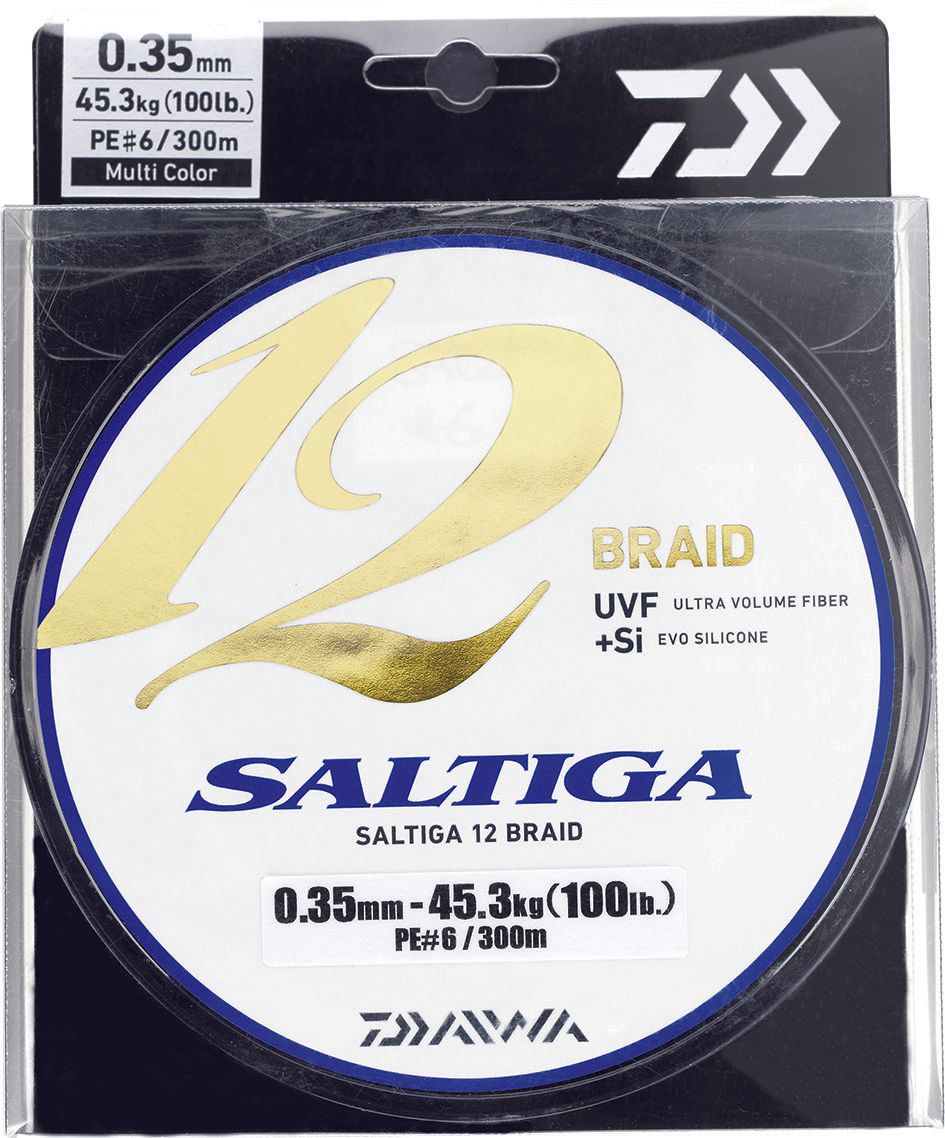 0.35mm
45.3kg (100lb.)
PE#6/300m
Multi Color
12
BRAID
UVF ULTRA VOLUME FIBER
+Si EVO SILICONE
SALTIGA
SALTIGA 12 BRAID
0.35mm - 45.3kg (100lb.)
PE#6 / 300m
DAIWA